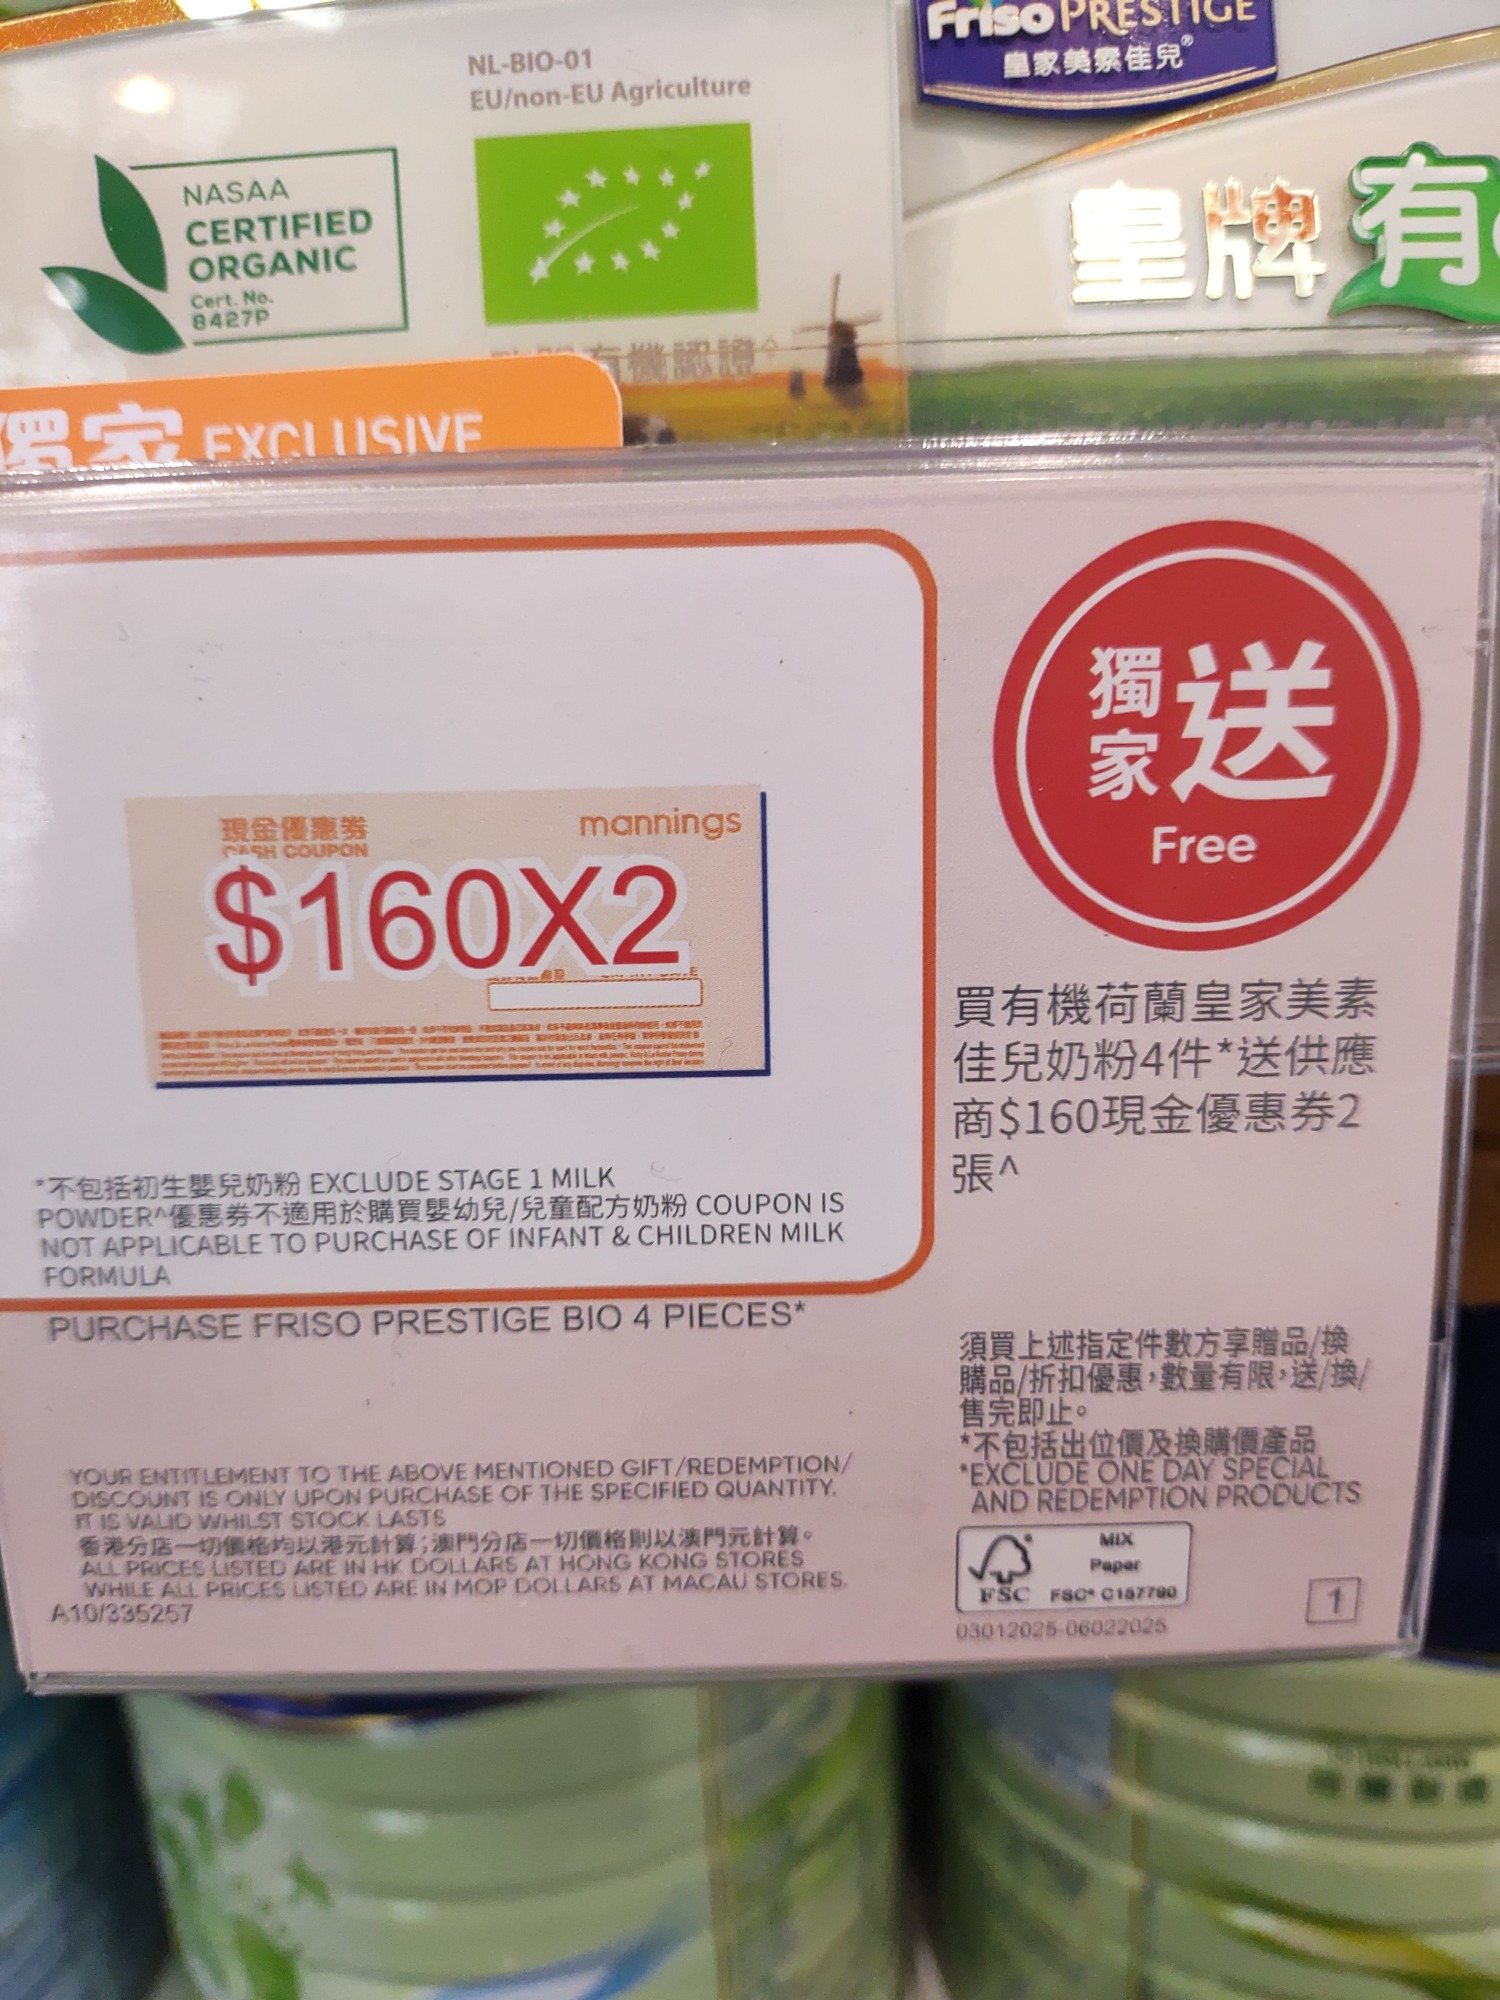 Friso PRESTIGE
皇家美素佳兒®
NL-BIO-01
EU/non-EU Agriculture
NASAA
CERTIFIED
ORGANIC
Cert. No.
8427P
有機認證^
皇牌有
獨家 EXCLUSIVE
獨家送
Free
現金優惠券
CASH COUPON
mannings
$160X2
買有機荷蘭皇家美素
佳兒奶粉4件*送供應
商$160現金優惠券2
張^
*不包括初生嬰兒奶粉 EXCLUDE STAGE 1 MILK
POWDER^優惠券不適用於購買嬰幼兒/兒童配方奶粉 COUPON IS
NOT APPLICABLE TO PURCHASE OF INFANT & CHILDREN MILK
FORMULA
PURCHASE FRISO PRESTIGE BIO 4 PIECES*
須買上述指定件數方享贈品/換
購品/折扣優惠，數量有限，送/換/
售完即止。
*不包括出位價及換購價產品
*EXCLUDE ONE DAY SPECIAL
AND REDEMPTION PRODUCTS
YOUR ENTITLEMENT TO THE ABOVE MENTIONED GIFT/REDEMPTION/
DISCOUNT IS ONLY UPON PURCHASE OF THE SPECIFIED QUANTITY.
IT IS VALID WHILST STOCK LASTS
香港分店一切價格均以港元計算；澳門分店一切價格則以澳門元計算。
ALL PRICES LISTED ARE IN HK DOLLARS AT HONG KONG STORES
WHILE ALL PRICES LISTED ARE IN MOP DOLLARS AT MACAU STORES.
A10/335257
MIX
Paper
FSC
FSC® C157790
03012025-06022025
1